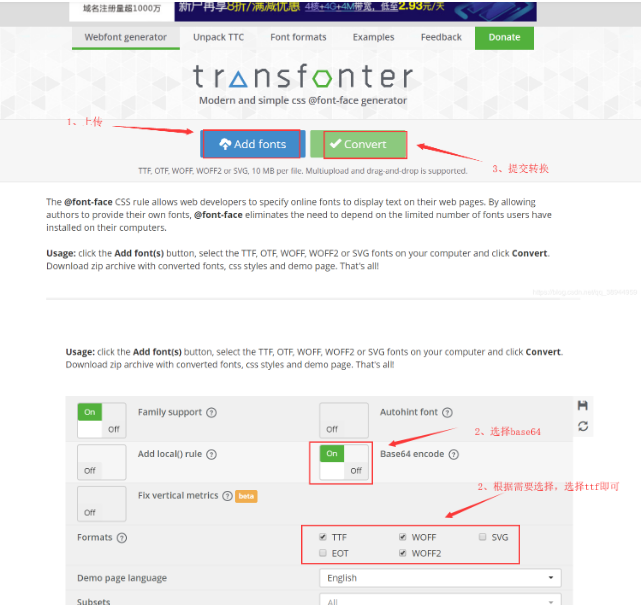 域名注册量超1000万
新户再享8折/满减优惠 4核+4G+4M带宽，低至2.93元/天
Webfont generator Unpack TTC Font formats Examples Feedback Donate
transfonter
Modern and simple css @font-face generator
1、上传
Add fonts Convert
3、提交转换
TTF, OTF, WOFF, WOFF2 or SVG, 10 MB per file. Multiupload and drag-and-drop is supported.
The @font-face CSS rule allows web developers to specify online fonts to display text on their web pages. By allowing
authors to provide their own fonts, @font-face eliminates the need to depend on the limited number of fonts users have
installed on their computers.
Usage: click the Add font(s) button, select the TTF, OTF, WOFF, WOFF2 or SVG fonts on your computer and click Convert.
Download zip archive with converted fonts, css styles and demo page. That's all!
Usage: click the Add font(s) button, select the TTF, OTF, WOFF, WOFF2 or SVG fonts on your computer and click Convert.
Download zip archive with converted fonts, css styles and demo page. That's all!
On Off Family support ? Off Autohint font ?
2、选择base64
Off Add local() rule ? On Off Base64 encode ?
Off Fix vertical metrics ? beta
2、根据需要选择，选择ttf即可
Formats ? TTF WOFF SVG
EOT WOFF2
Demo page language English
Subsets All